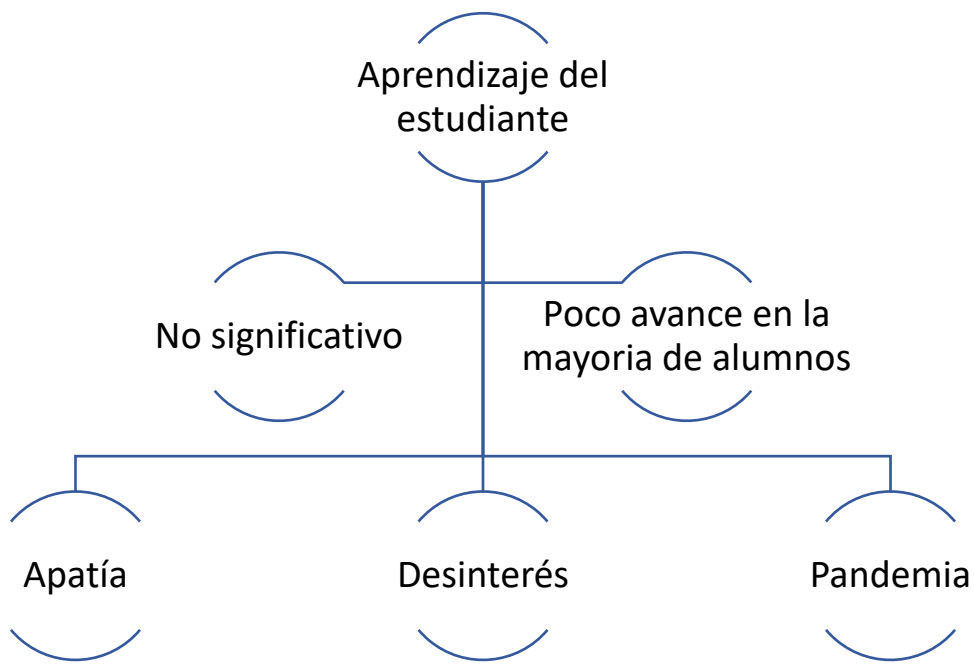 Aprendizaje del
estudiante
No significativo
Poco avance en la
mayoria de alumnos
Apatía
Desinterés
Pandemia